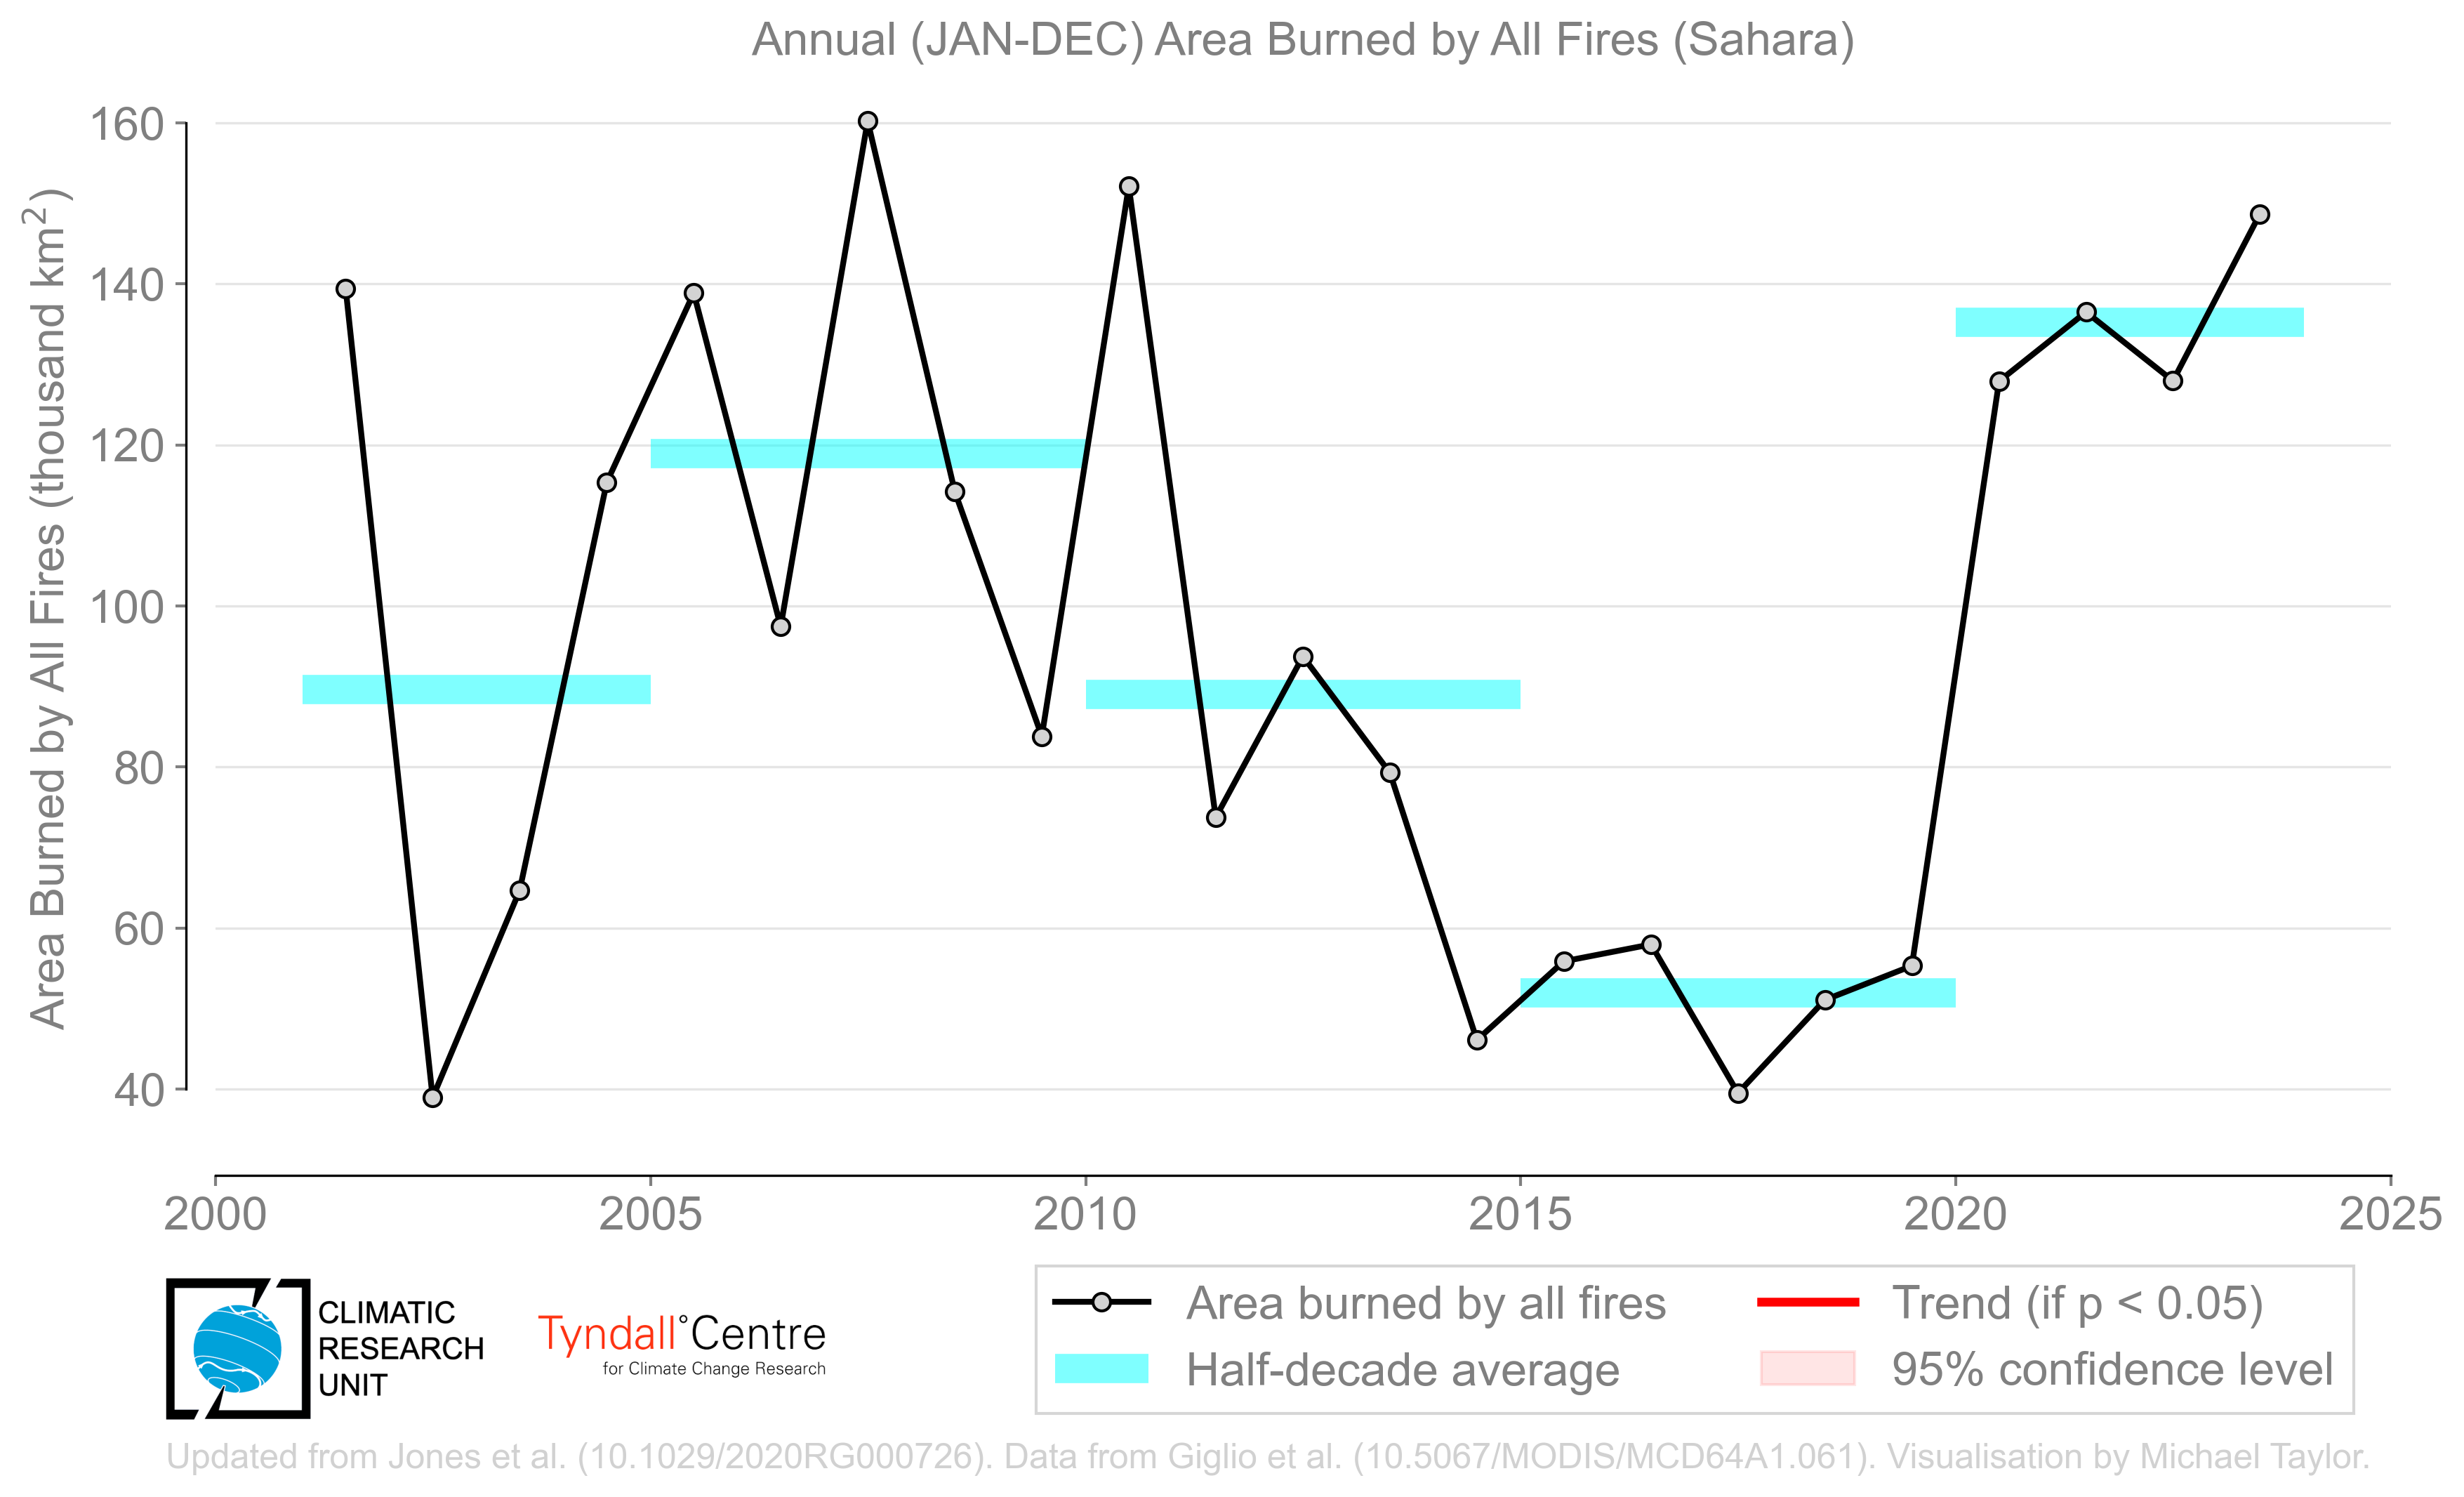 Annual (JAN-DEC) Area Burned by All Fires (Sahara)
Area Burned by All Fires (thousand km²)
160
140
120
100
80
60
40
2000 2005 2010 2015 2020 2025
CLIMATIC
RESEARCH
UNIT
Tyndall°Centre
for Climate Change Research
Area burned by all fires
Half-decade average
Trend (if p < 0.05)
95% confidence level
Updated from Jones et al. (10.1029/2020RG000726). Data from Giglio et al. (10.5067/MODIS/MCD64A1.061). Visualisation by Michael Taylor.